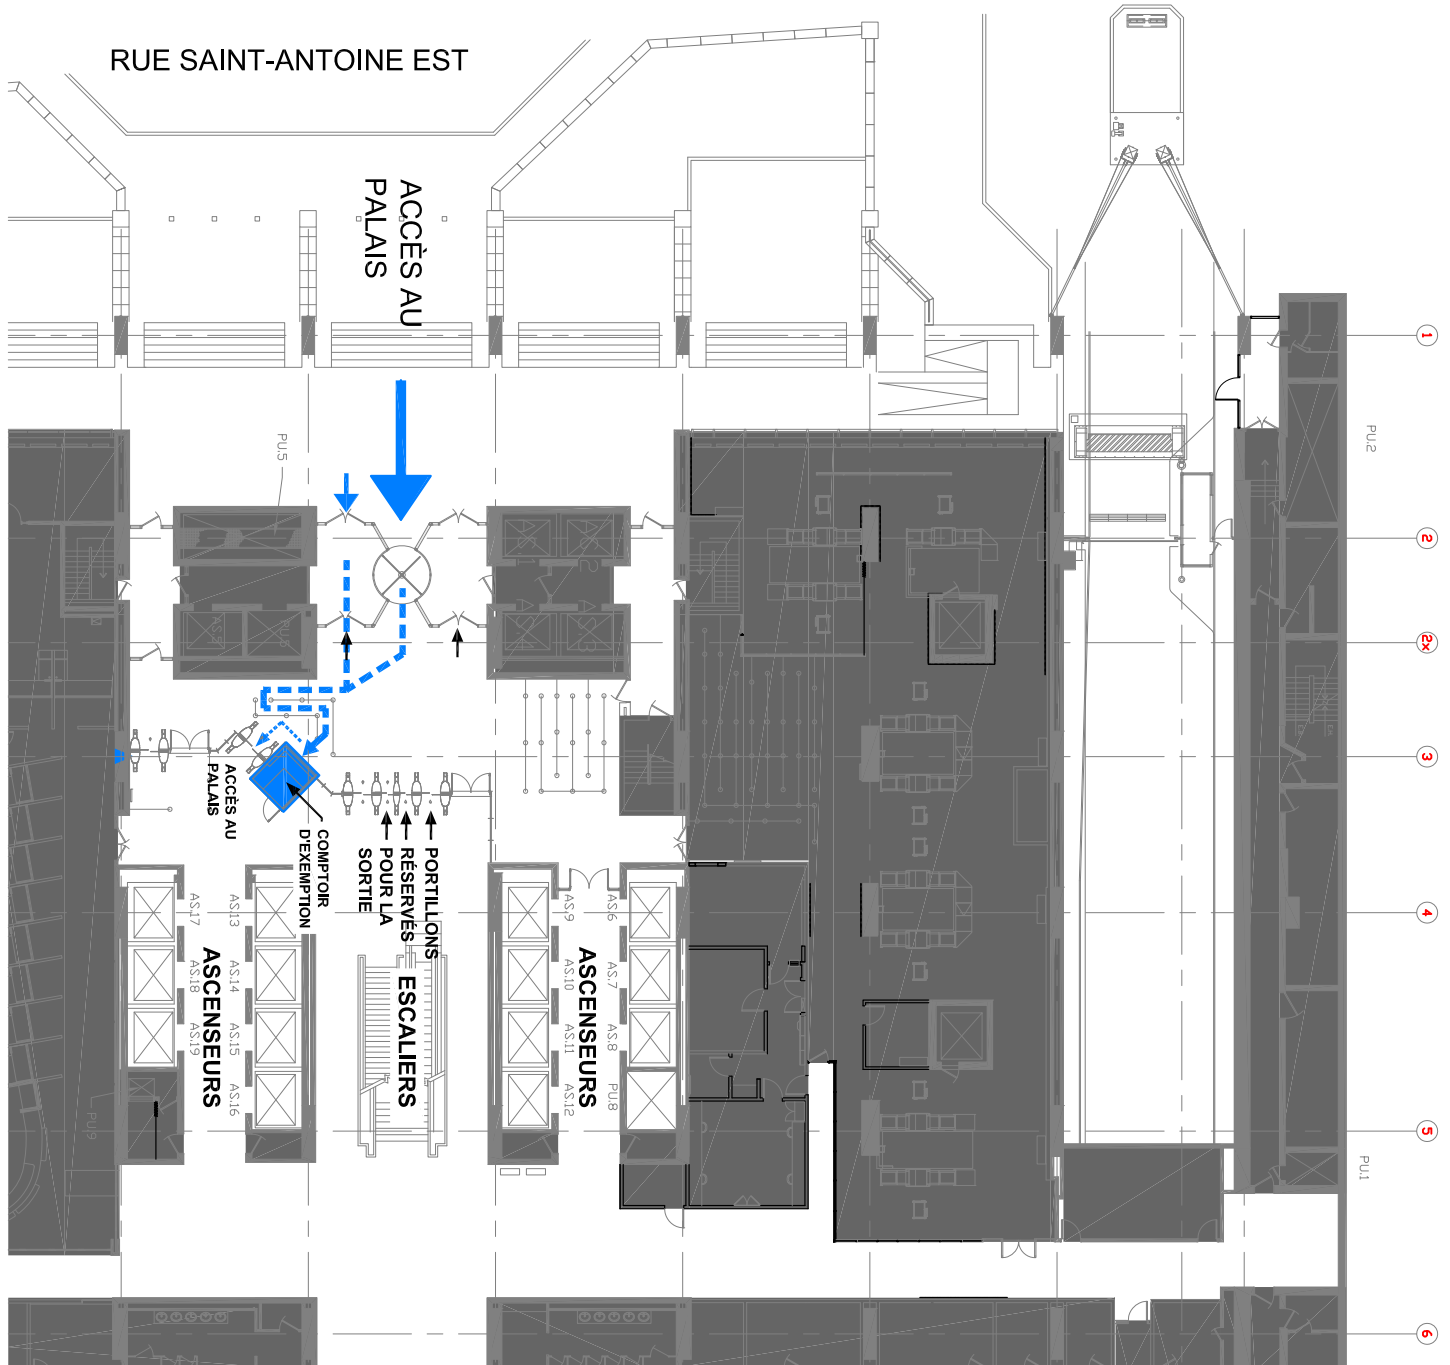 RUE SAINT-ANTOINE EST
ACCÈS AU
PALAIS
1
PU.2
PU.5
2
2x
3
ACCÈS AU
PALAIS
COMPTOIR
D'EXEMPTION
PORTILLONS
RÉSERVÉS
POUR LA
SORTIE
4
AS.17
AS.18
AS.19
ASCENSEURS
AS.13
AS.14
AS.15
AS.16
ESCALIERS
AS.9
AS.10
AS.11
AS.12
ASCENSEURS
AS.6
AS.7
AS.8
PU.8
PU.9
5
PU.1
6